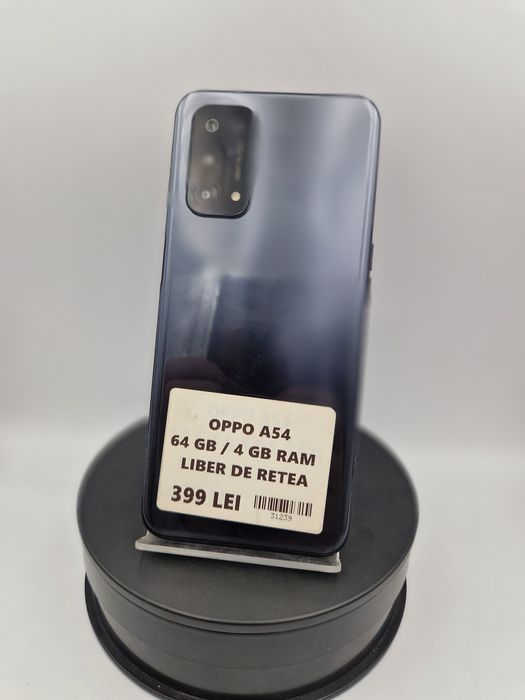 OPPO A54
64 GB / 4 GB RAM
LIBER DE RETEA
399 LEI
31239